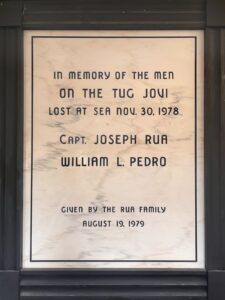 IN MEMORY OF THE MEN
ON THE TUG JOVI
LOST AT SEA NOV. 30, 1978
CAPT. JOSEPH RUA
WILLIAM L. PEDRO
GIVEN BY THE RUA FAMILY
AUGUST 19, 1979